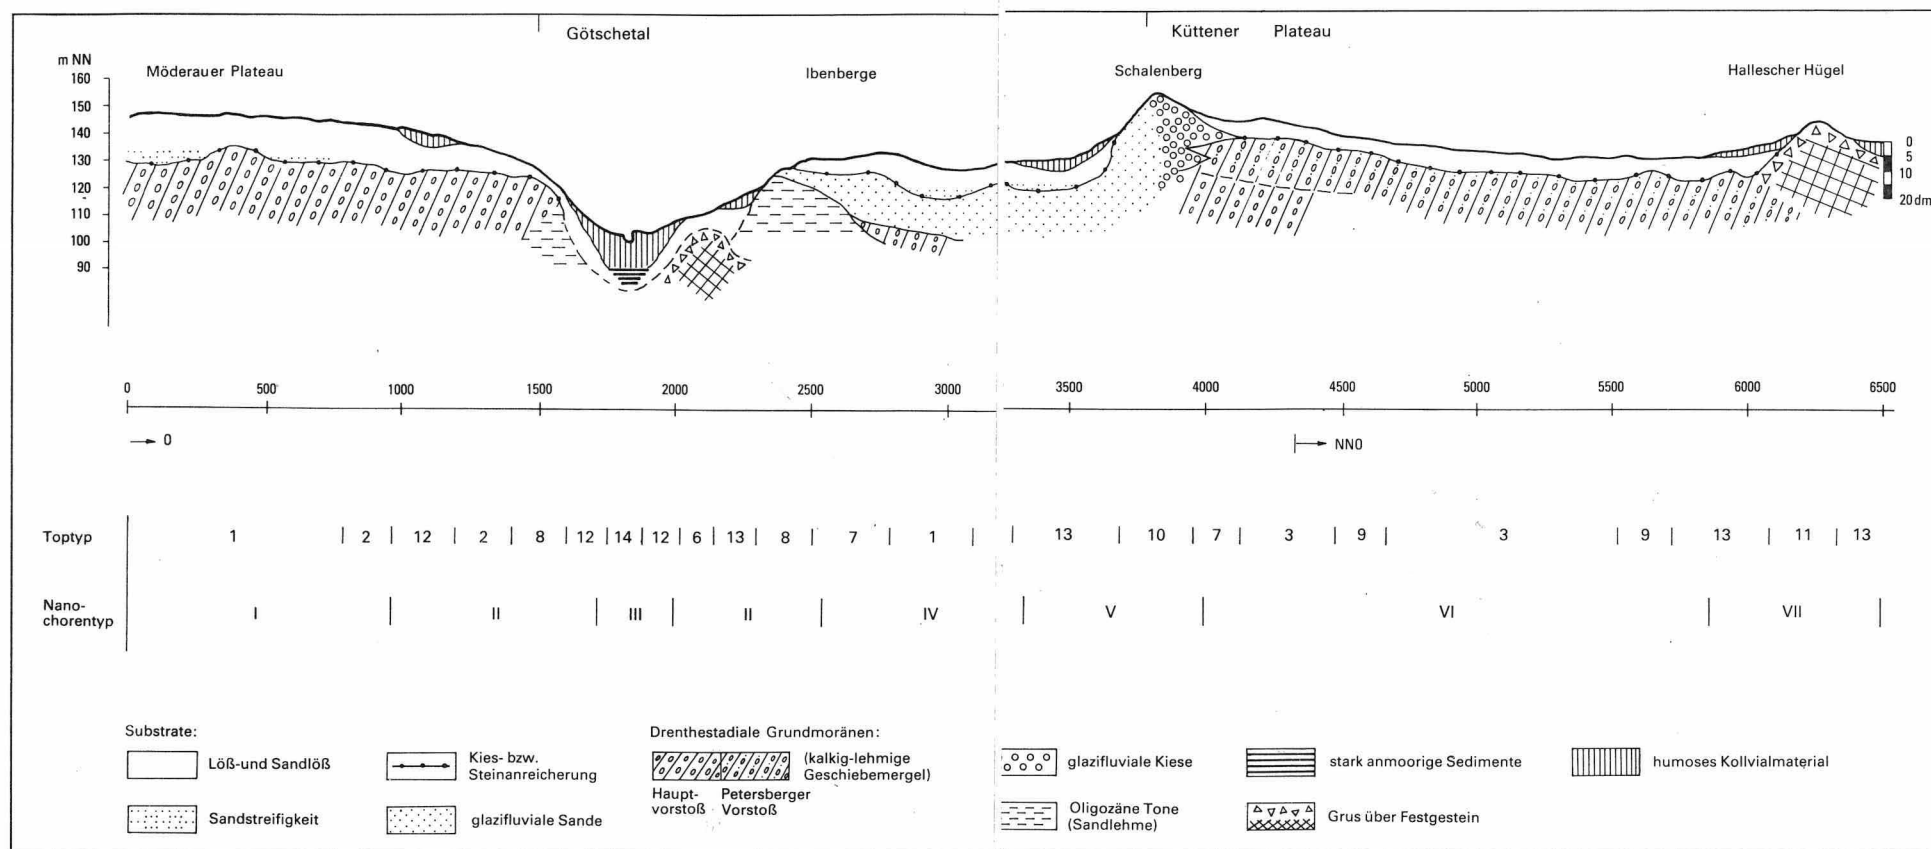 Götschetal
Küttener Plateau
m NN
Möderauer Plateau
Ibenberge
Schalenberg
Hallescher Hügel
160
150
140
130
120
110
100
90
0
5
10
20 dm
0 500 1000 1500 2000 2500 3000 3500 4000 4500 5000 5500 6000 6500
O
NNO
Toptyp 1 2 12 2 8 12 14 12 6 13 8 7 1 13 10 7 3 9 3 9 13 11 13
Nano-
chorentyp I II III II IV V VI VII
Substrate:
Löß-und Sandlöß
Sandstreifigkeit
Kies- bzw.
Steinanreicherung
glazifluviale Sande
Drenthestadiale Grundmoränen:
(kalkig-lehmige
Geschiebemergel)
Haupt-
vorstoß
Petersberger
Vorstoß
glazifluviale Kiese
Oligozäne Tone
(Sandlehme)
stark anmoorige Sedimente
Grus über Festgestein
humoses Kollvialmaterial